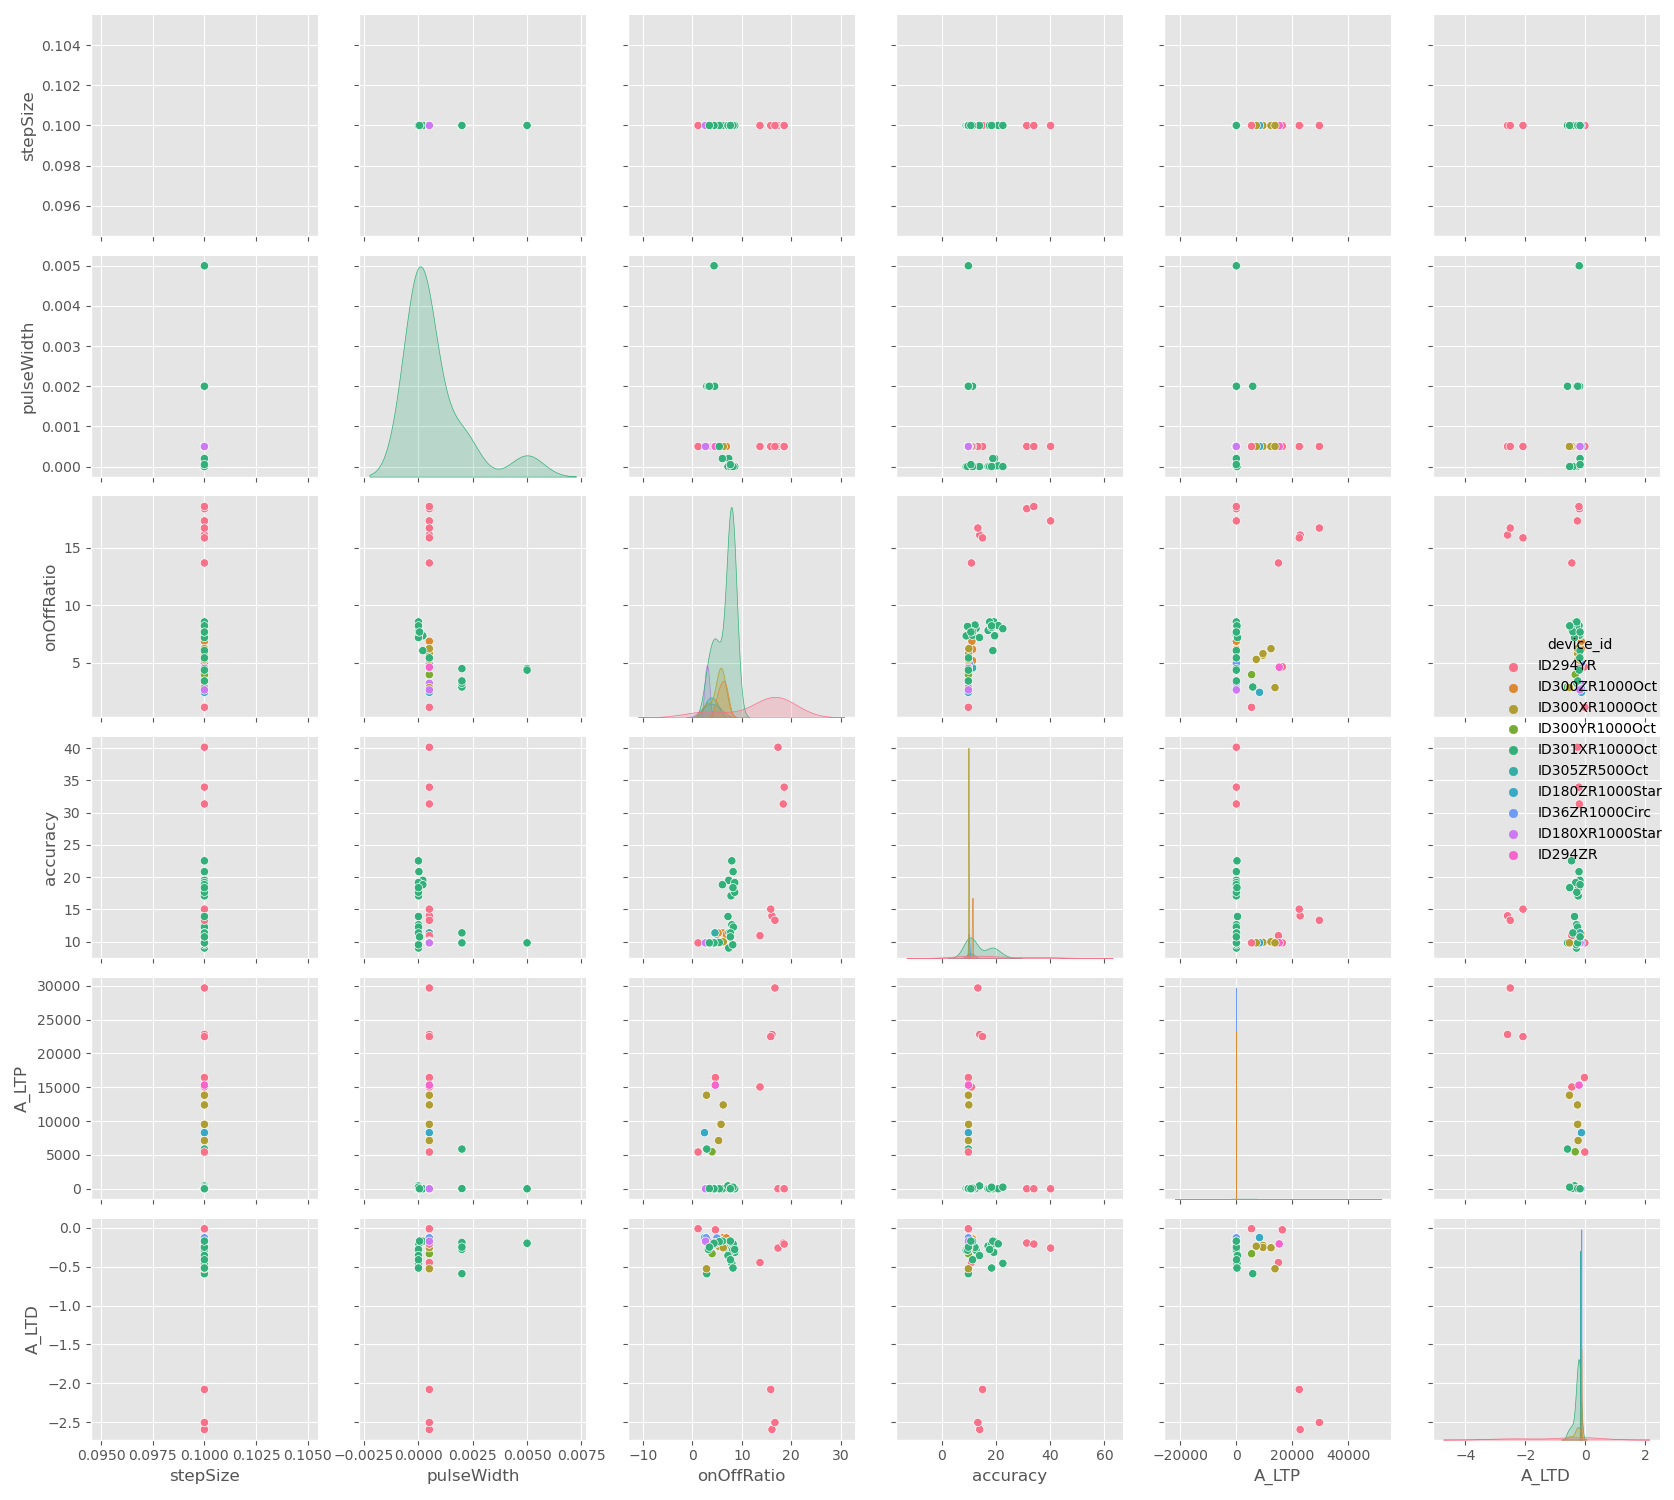 0.104
0.102
0.100
0.098
0.096
stepSize
0.005
0.004
0.003
0.002
0.001
0.000
pulseWidth
15
10
5
onOffRatio
device_id
ID294YR
ID300ZR1000Oct
ID300XR1000Oct
ID300YR1000Oct
ID301XR1000Oct
ID305ZR500Oct
ID180ZR1000Star
ID36ZR1000Circ
ID180XR1000Star
ID294ZR
40
35
30
25
20
15
10
accuracy
30000
25000
20000
15000
10000
5000
0
A_LTP
0.0
−0.5
−1.0
−1.5
−2.0
−2.5
A_LTD
0.0950 0.0975 0.1000 0.1025 0.1050 −0.0025 0.0000 0.0025 0.0050 0.0075 −10 0 10 20 30 0 20 40 60 −20000 0 20000 40000 −4 −2 0 2
stepSize pulseWidth onOffRatio accuracy A_LTP A_LTD